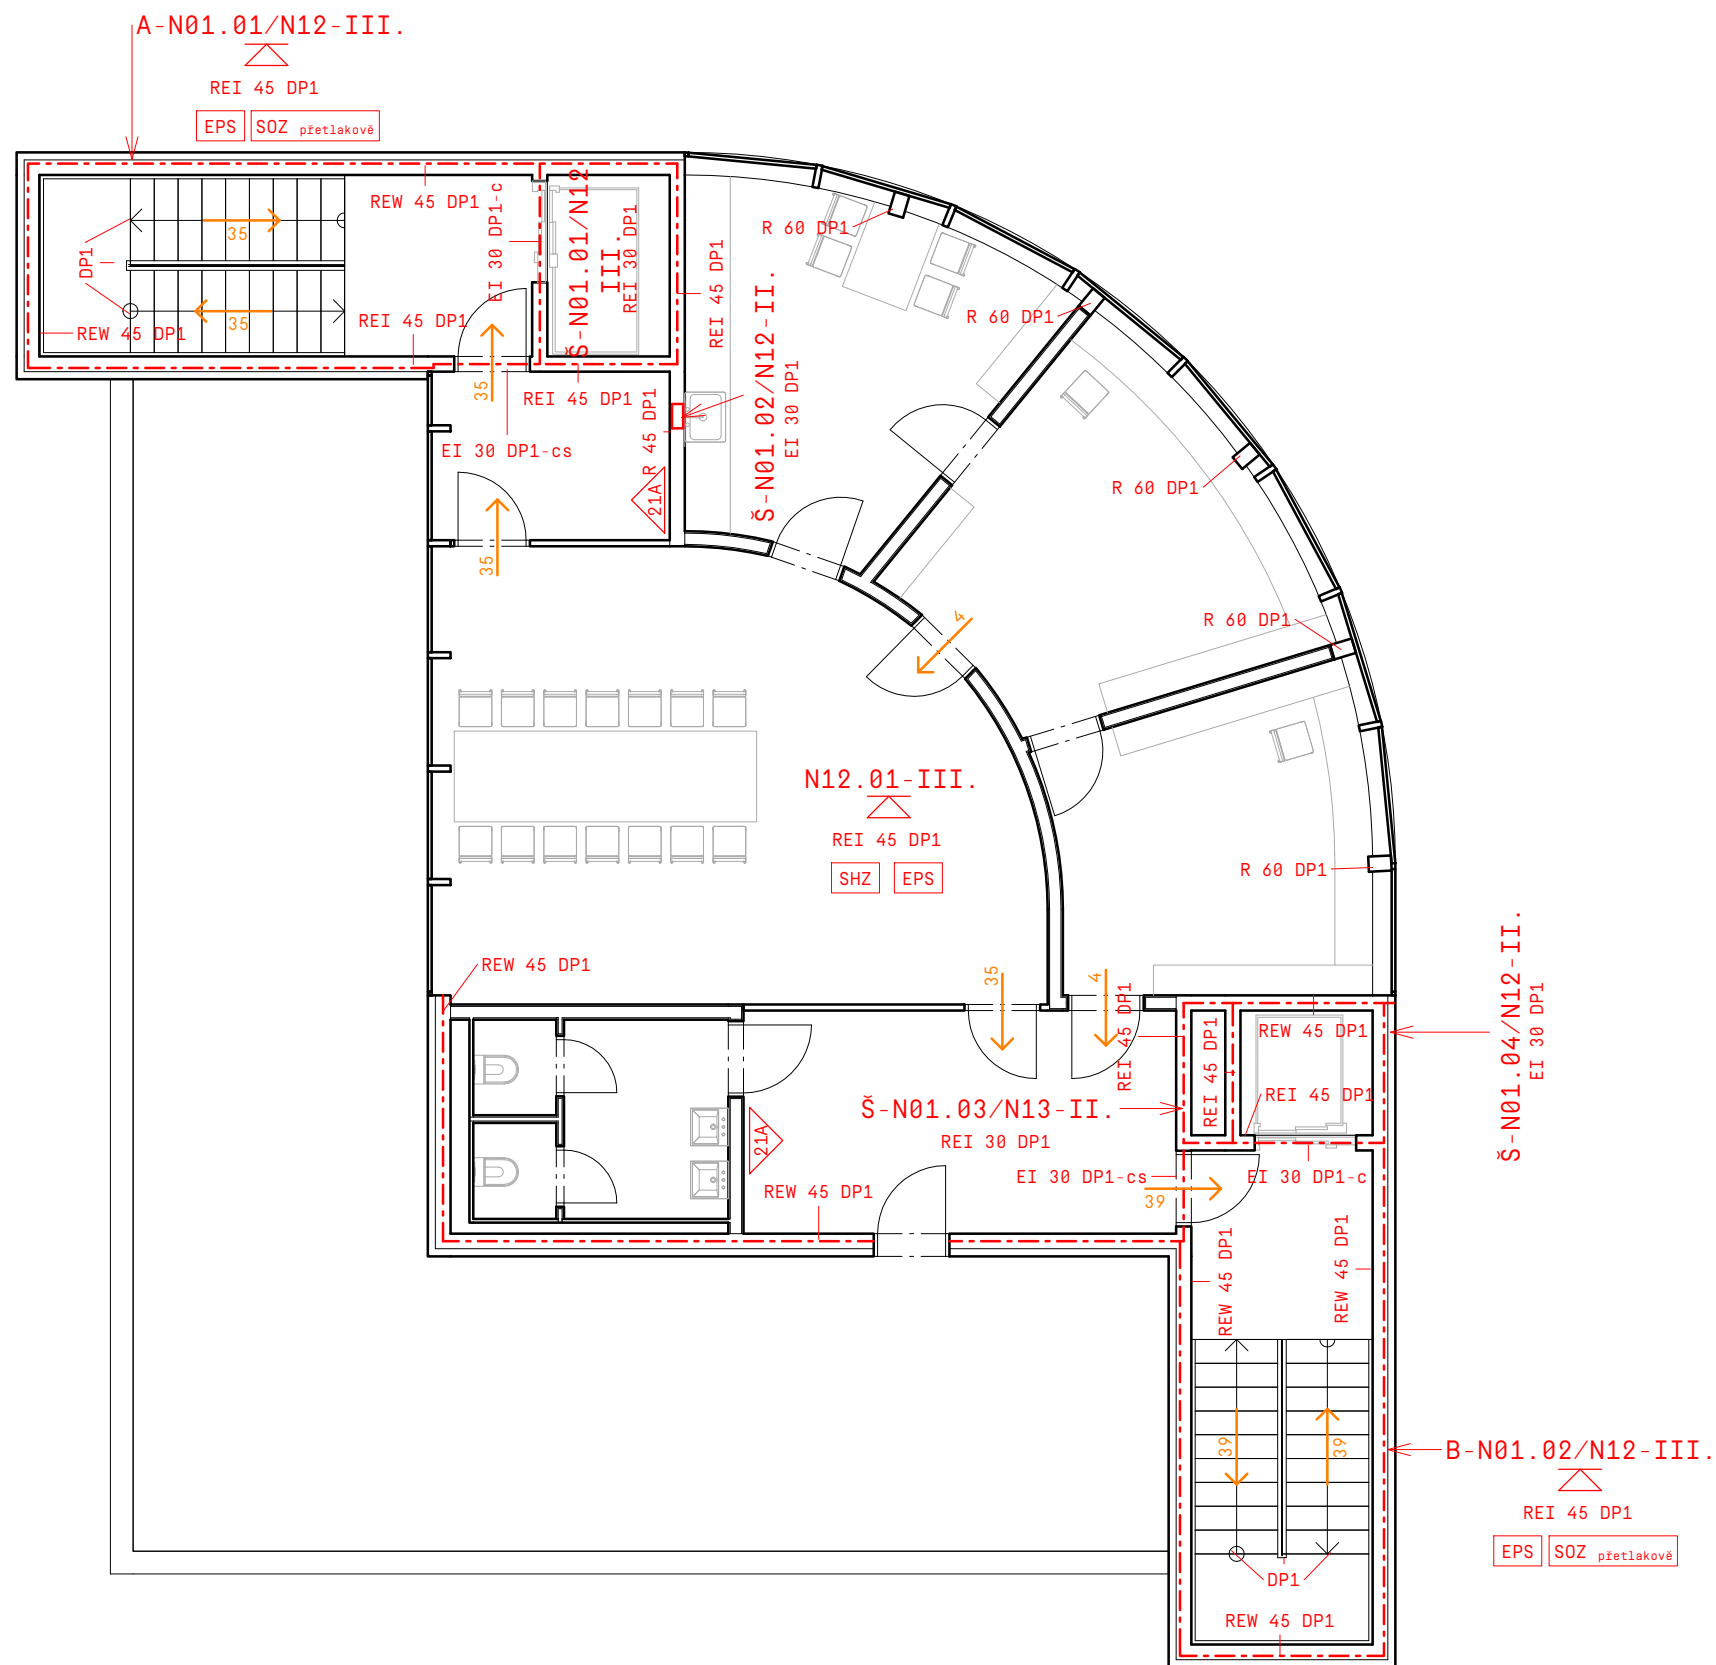 A-N01.01/N12-III.
REI 45 DP1
EPS
SOZ přetlakově
REW 45 DP1
EI 30 DP1-c
Š-N01.01/N12
III.
REI 30 DP1
DP1
35
35
REW 45 DP1
REI 45 DP1
REI 45 DP1
R 60 DP1
Š-N01.02/N12-II.
EI 30 DP1
R 60 DP1
35
REI 45 DP1
R 45 DP1
EI 30 DP1-cs
21A
R 60 DP1
35
4
R 60 DP1
N12.01-III.
REI 45 DP1
SHZ
EPS
R 60 DP1
REW 45 DP1
35
4
REI 45 DP1
REI 45 DP1
REW 45 DP1
REI 45 DP1
Š-N01.04/N12-II.
EI 30 DP1
Š-N01.03/N13-II.
REI 30 DP1
21A
EI 30 DP1-cs
EI 30 DP1-c
39
REW 45 DP1
REW 45 DP1
REW 45 DP1
39
39
B-N01.02/N12-III.
REI 45 DP1
EPS
SOZ přetlakově
DP1
REW 45 DP1